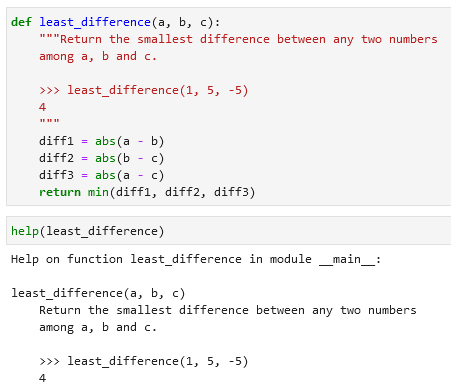 def least_difference(a, b, c):
    """Return the smallest difference between any two numbers
    among a, b and c.

    >>> least_difference(1, 5, -5)
    4
    """
    diff1 = abs(a - b)
    diff2 = abs(b - c)
    diff3 = abs(a - c)
    return min(diff1, diff2, diff3)

help(least_difference)

Help on function least_difference in module __main__:

least_difference(a, b, c)
    Return the smallest difference between any two numbers
    among a, b and c.

    >>> least_difference(1, 5, -5)
    4